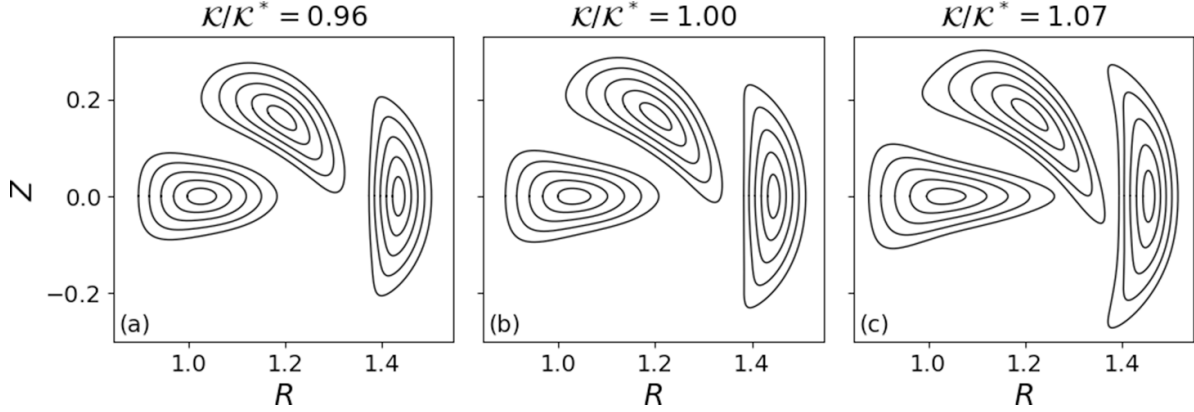 𝒦/𝒦* = 0.96
𝒦/𝒦* = 1.00
𝒦/𝒦* = 1.07
Z
0.2
0.0
−0.2
(a)
(b)
(c)
1.0 1.2 1.4
1.0 1.2 1.4
1.0 1.2 1.4
R
R
R